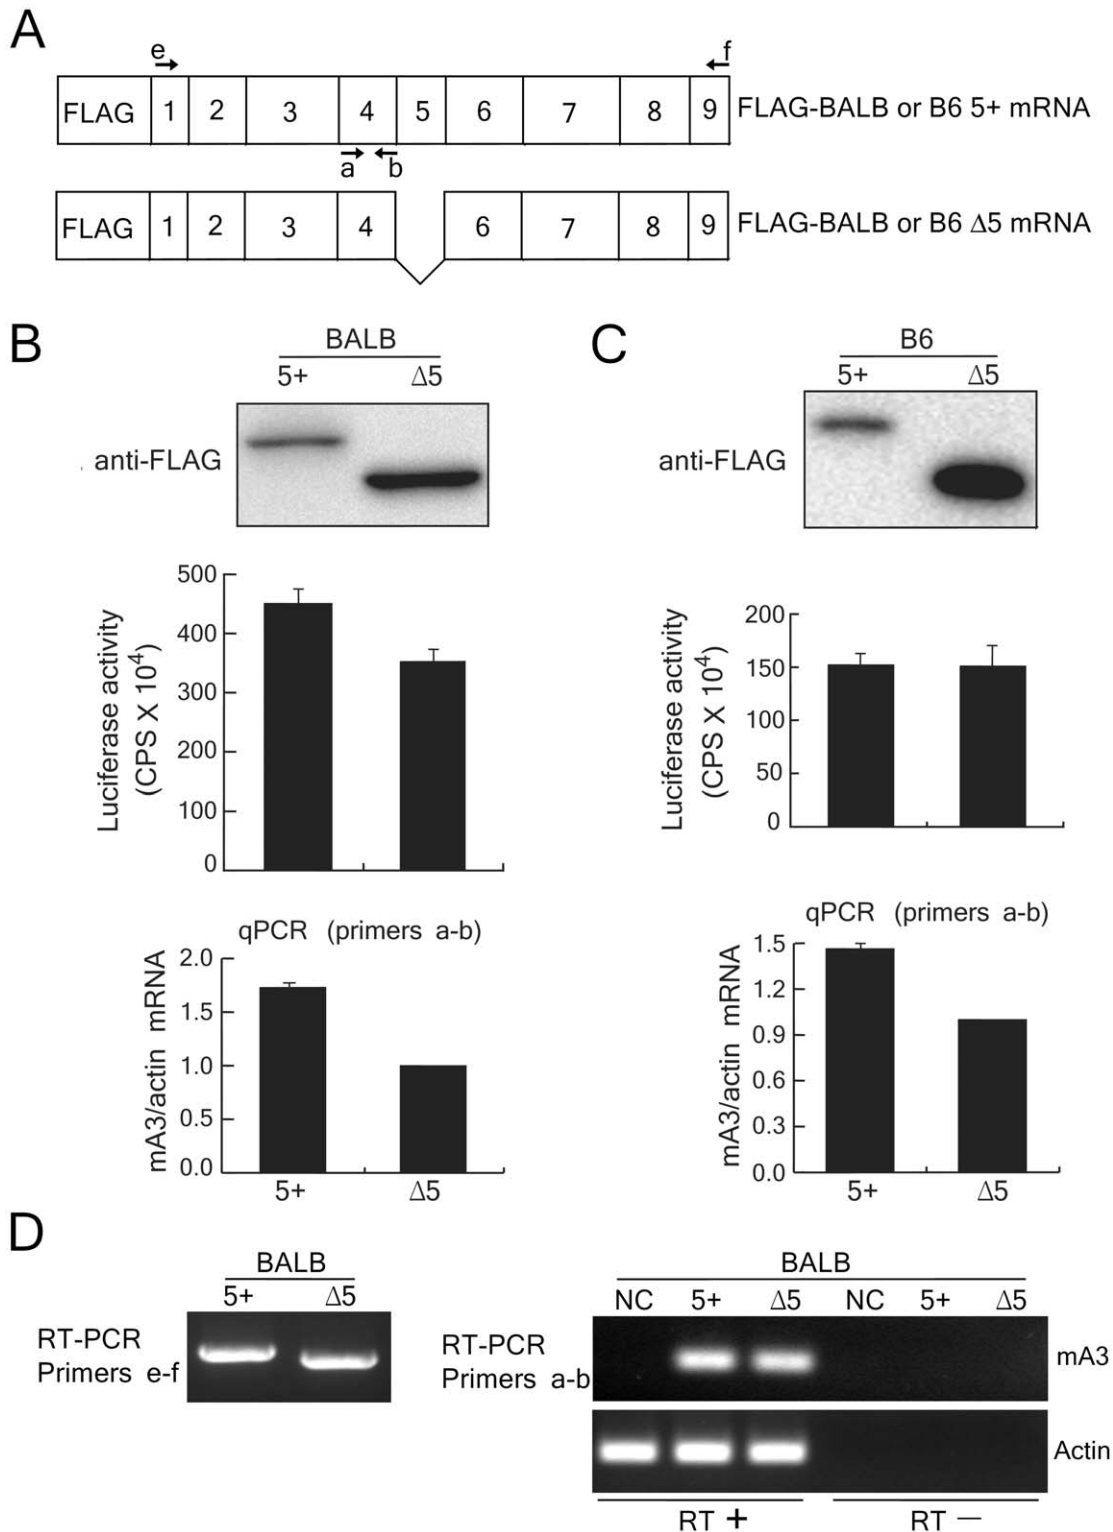 A
e f
FLAG 1 2 3 4 5 6 7 8 9 FLAG-BALB or B6 5+ mRNA
a b
FLAG 1 2 3 4 6 7 8 9 FLAG-BALB or B6 Δ5 mRNA
B
BALB
5+ Δ5
anti-FLAG
500
400
300
200
100
0
Luciferase activity
(CPS X 10⁴)
qPCR (primers a-b)
2.0
1.5
1.0
0.5
0.0
mA3/actin mRNA
5+ Δ5
C
B6
5+ Δ5
anti-FLAG
200
150
100
50
0
Luciferase activity
(CPS X 10⁴)
qPCR (primers a-b)
1.5
1.2
0.9
0.6
0.3
0.0
mA3/actin mRNA
5+ Δ5
D
BALB
5+ Δ5
RT-PCR
Primers e-f
BALB
NC 5+ Δ5 NC 5+ Δ5
RT-PCR
Primers a-b
mA3
Actin
RT + RT —